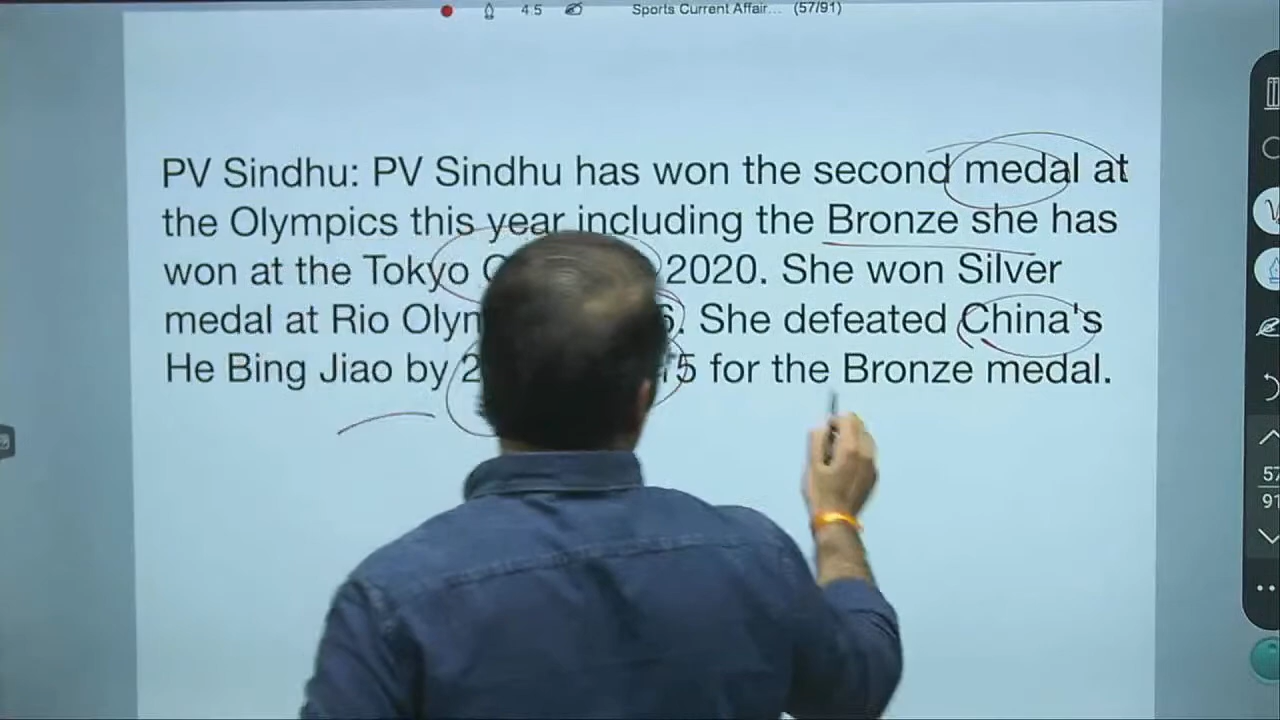 4.5 Sports Current Affair... (57/91)
PV Sindhu: PV Sindhu has won the second medal at
the Olympics this year including the Bronze she has
won at the Tokyo 2020. She won Silver
medal at Rio She defeated China's
He Bing Jiao by for the Bronze medal.
57
91